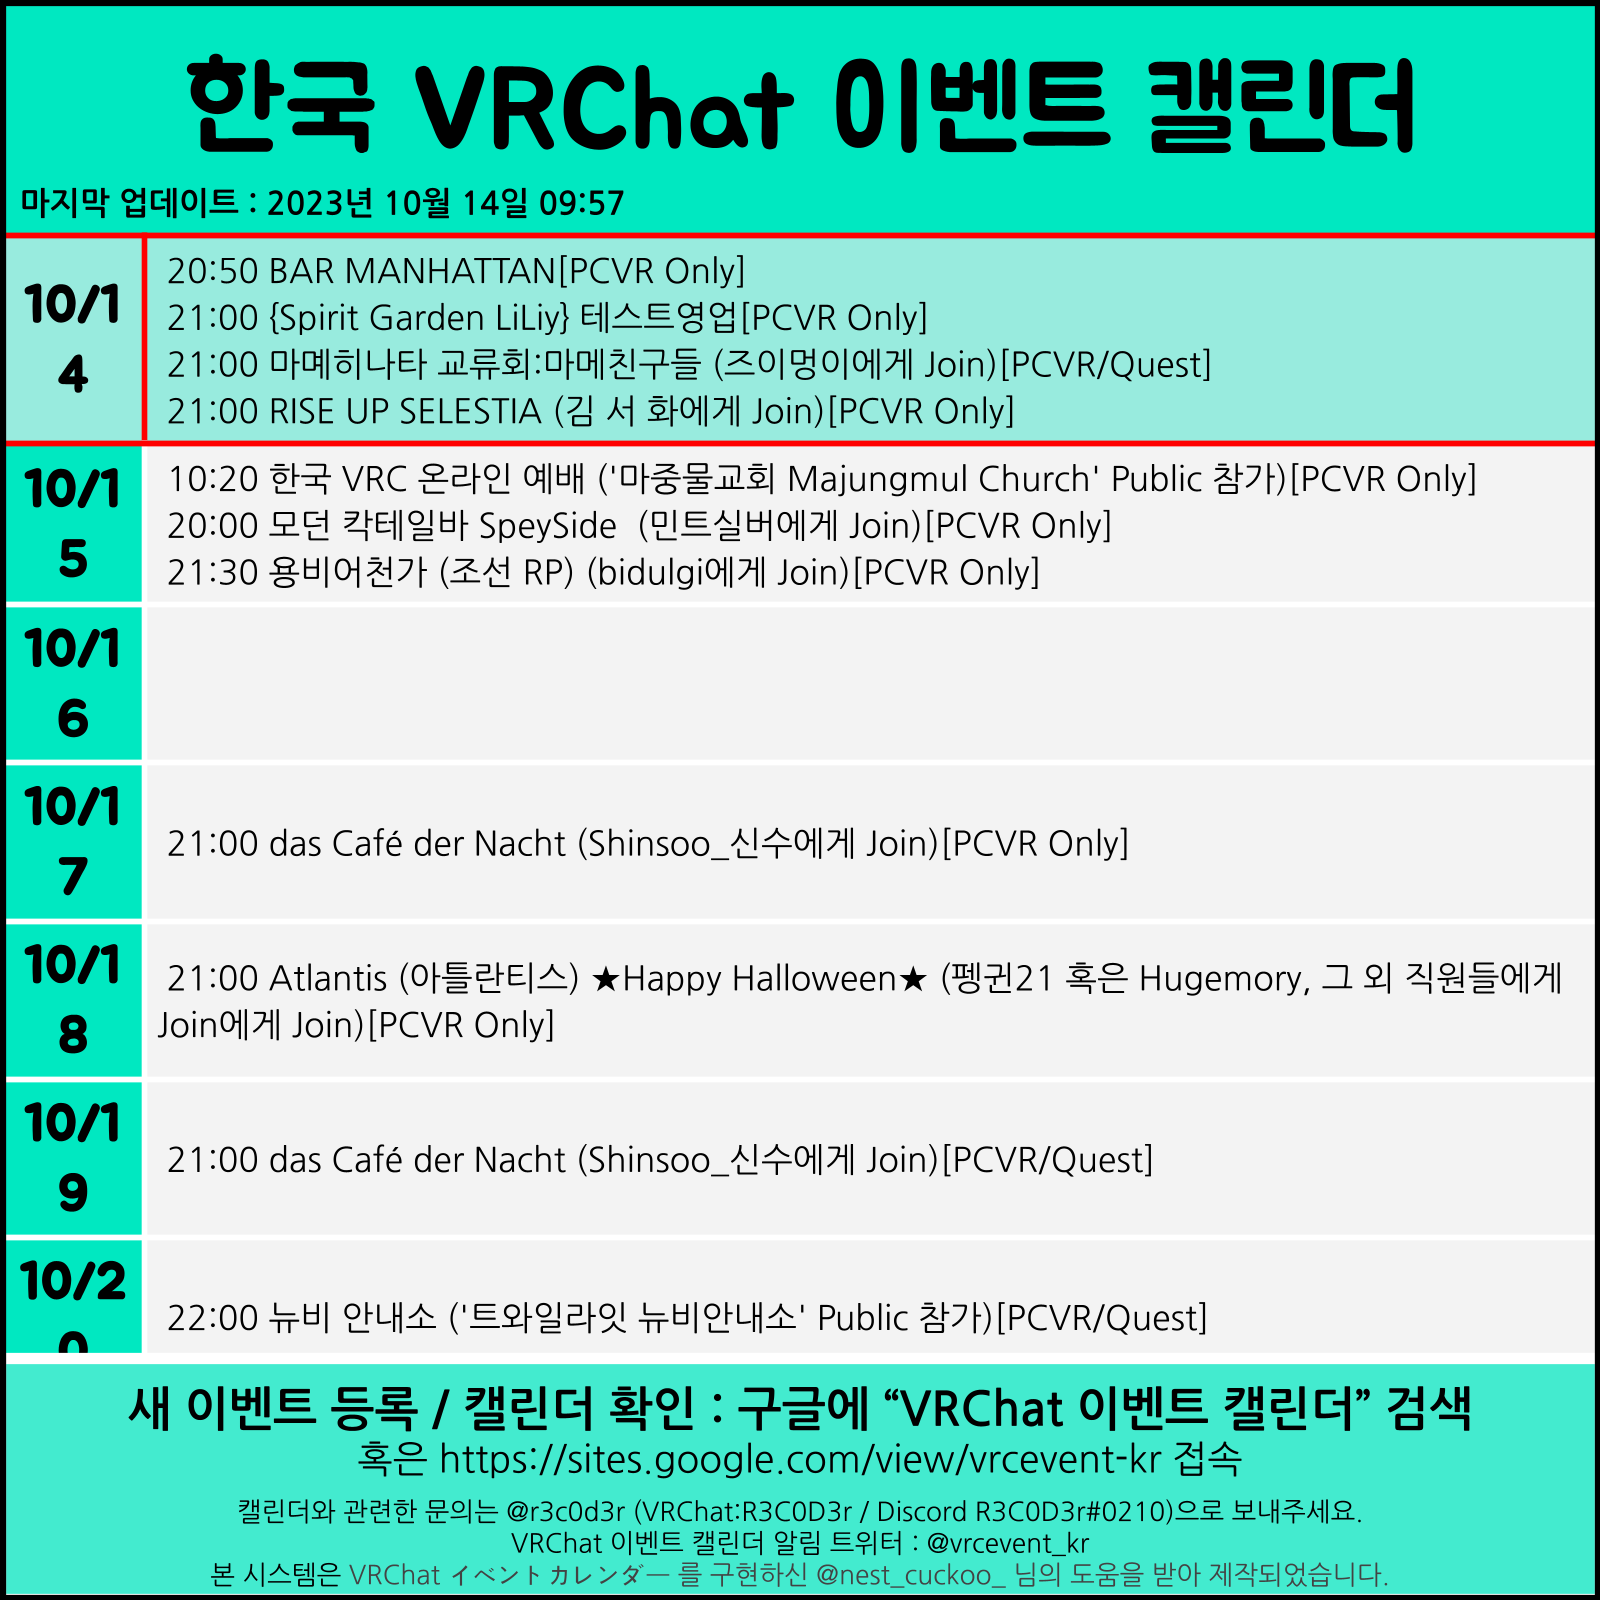 한국 VRChat 이벤트 캘린더
마지막 업데이트 : 2023년 10월 14일 09:57
10/1
4
20:50 BAR MANHATTAN[PCVR Only]
21:00 {Spirit Garden LiLiy} 테스트영업[PCVR Only]
21:00 마몌히나타 교류회:마메친구들 (즈이멍이에게 Join)[PCVR/Quest]
21:00 RISE UP SELESTIA (김 서 화에게 Join)[PCVR Only]
10/1
5
10:20 한국 VRC 온라인 예배 ('마중물교회 Majungmul Church' Public 참가)[PCVR Only]
20:00 모던 칵테일바 SpeySide  (민트실버에게 Join)[PCVR Only]
21:30 용비어천가 (조선 RP) (bidulgi에게 Join)[PCVR Only]
10/1
6
10/1
7
21:00 das Café der Nacht (Shinsoo_신수에게 Join)[PCVR Only]
10/1
8
21:00 Atlantis (아틀란티스) ★Happy Halloween★ (펭귄21 혹은 Hugemory, 그 외 직원들에게
Join에게 Join)[PCVR Only]
10/1
9
21:00 das Café der Nacht (Shinsoo_신수에게 Join)[PCVR/Quest]
10/2
0
22:00 뉴비 안내소 ('트와일라잇 뉴비안내소' Public 참가)[PCVR/Quest]
새 이벤트 등록 / 캘린더 확인 : 구글에 “VRChat 이벤트 캘린더” 검색
혹은 https://sites.google.com/view/vrcevent-kr 접속
캘린더와 관련한 문의는 @r3c0d3r (VRChat:R3C0D3r / Discord R3C0D3r#0210)으로 보내주세요.
VRChat 이벤트 캘린더 알림 트위터 : @vrcevent_kr
본 시스템은 VRChat イベントカレンダー 를 구현하신 @nest_cuckoo_ 님의 도움을 받아 제작되었습니다.